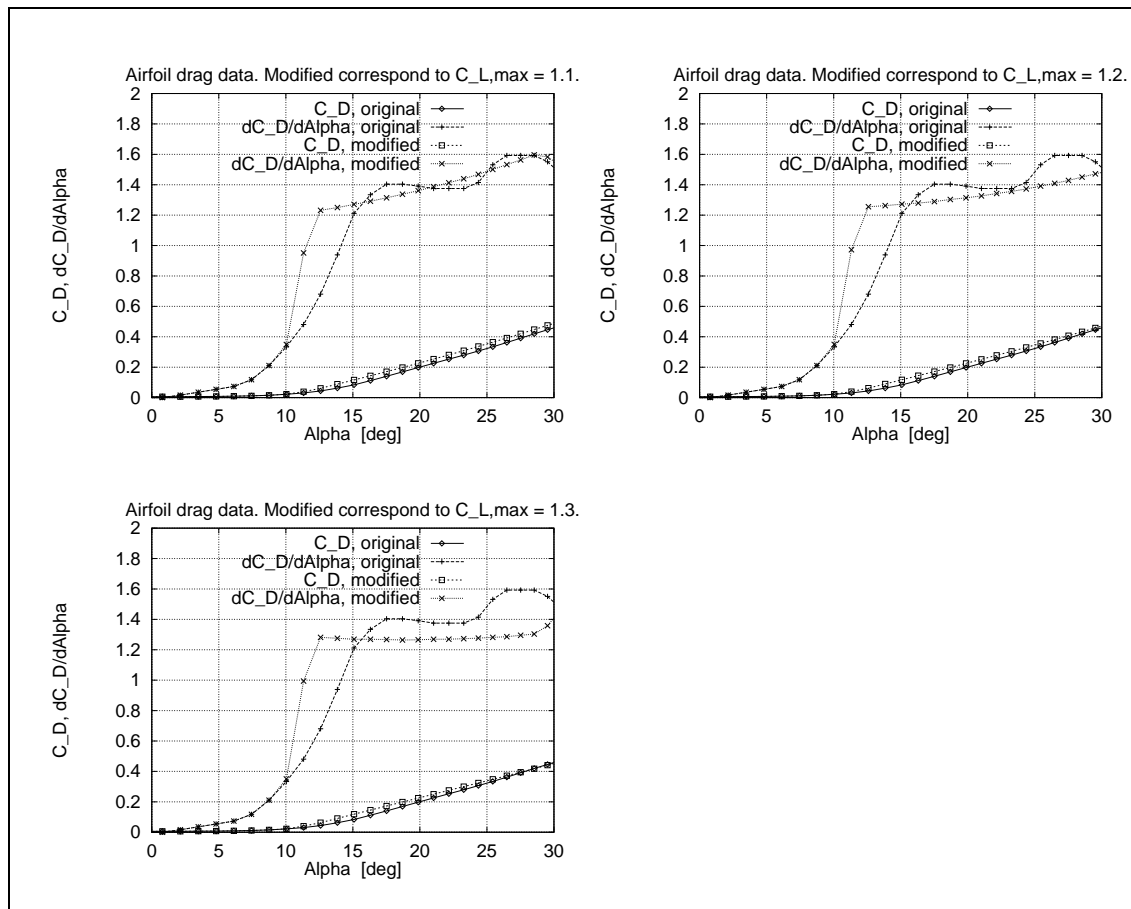 Airfoil drag data. Modified correspond to C_L,max = 1.1.
C_D, dC_D/dAlpha
2
1.8
1.6
1.4
1.2
1
0.8
0.6
0.4
0.2
0
C_D, original
dC_D/dAlpha, original
C_D, modified
dC_D/dAlpha, modified
0 5 10 15 20 25 30
Alpha [deg]
Airfoil drag data. Modified correspond to C_L,max = 1.2.
C_D, dC_D/dAlpha
2
1.8
1.6
1.4
1.2
1
0.8
0.6
0.4
0.2
0
C_D, original
dC_D/dAlpha, original
C_D, modified
dC_D/dAlpha, modified
0 5 10 15 20 25 30
Alpha [deg]
Airfoil drag data. Modified correspond to C_L,max = 1.3.
C_D, dC_D/dAlpha
2
1.8
1.6
1.4
1.2
1
0.8
0.6
0.4
0.2
0
C_D, original
dC_D/dAlpha, original
C_D, modified
dC_D/dAlpha, modified
0 5 10 15 20 25 30
Alpha [deg]